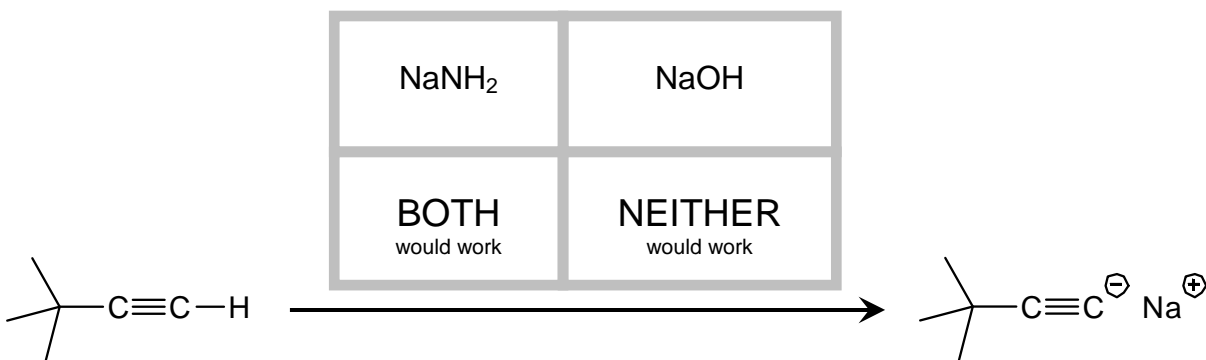 NaNH₂
NaOH
BOTH
would work
NEITHER
would work
C≡C—H
C≡C⊖ Na⊕